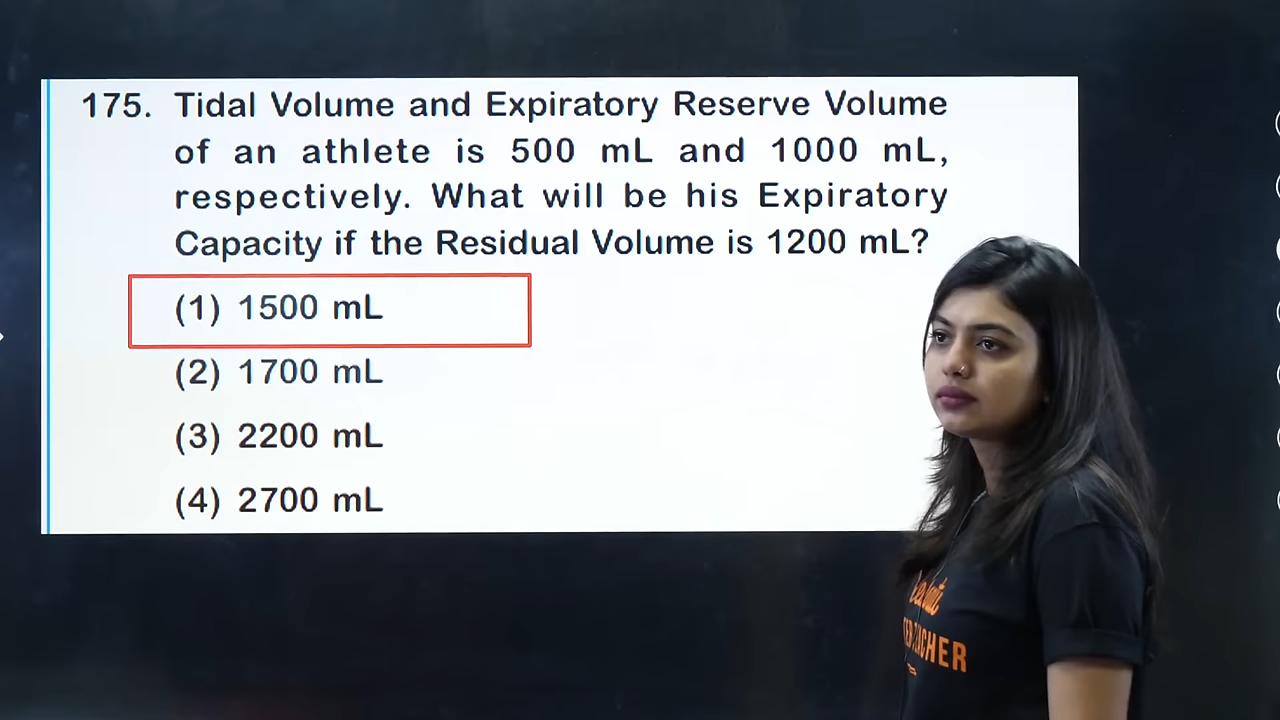 175. Tidal Volume and Expiratory Reserve Volume
of an athlete is 500 mL and 1000 mL,
respectively. What will be his Expiratory
Capacity if the Residual Volume is 1200 mL?
(1) 1500 mL
(2) 1700 mL
(3) 2200 mL
(4) 2700 mL